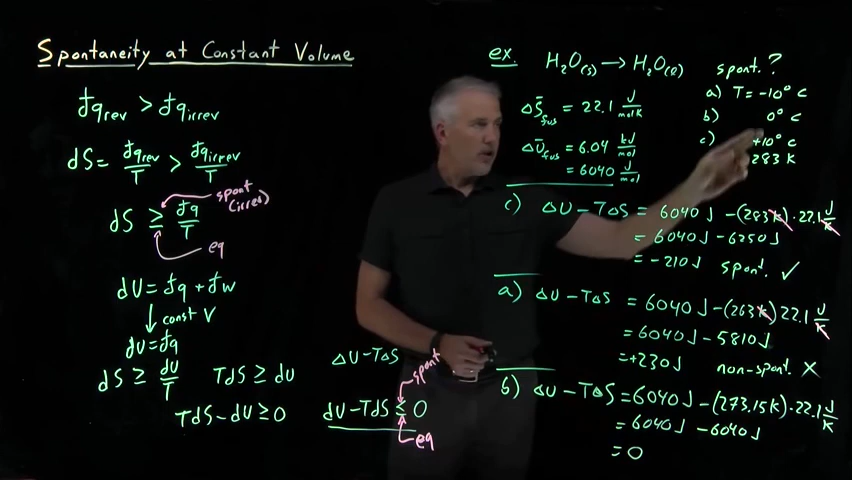 Spontaneity at Constant Volume
đq_rev > đq_irrev
dS = đq_rev/T > đq_irrev/T
spont (irrev)
dS ≥ đq/T
eq
dU = đq + đw
↓ const V
dU = đq
dS ≥ dU/T   TdS ≥ dU
TdS - dU ≥ 0
ΔU - TΔS
spont
dU - TdS ≤ 0
eq
ex. H₂O(s) → H₂O(ℓ) spont.?
a) T = -10° C
b) 0° C
c) +10° C
283 K
ΔS̄_fus = 22.1 J/mol K
ΔŪ_fus = 6.04 kJ/mol
= 6040 J/mol
c) ΔU - TΔS = 6040 J - (283 K) · 22.1 J/K
= 6040 J - 6250 J
= -210 J spont. ✓
a) ΔU - TΔS = 6040 J - (263 K) 22.1 J/K
= 6040 J - 5810 J
= +230 J non-spont. ✗
b) ΔU - TΔS = 6040 J - (273.15 K) · 22.1 J/K
= 6040 J - 6040 J
= 0